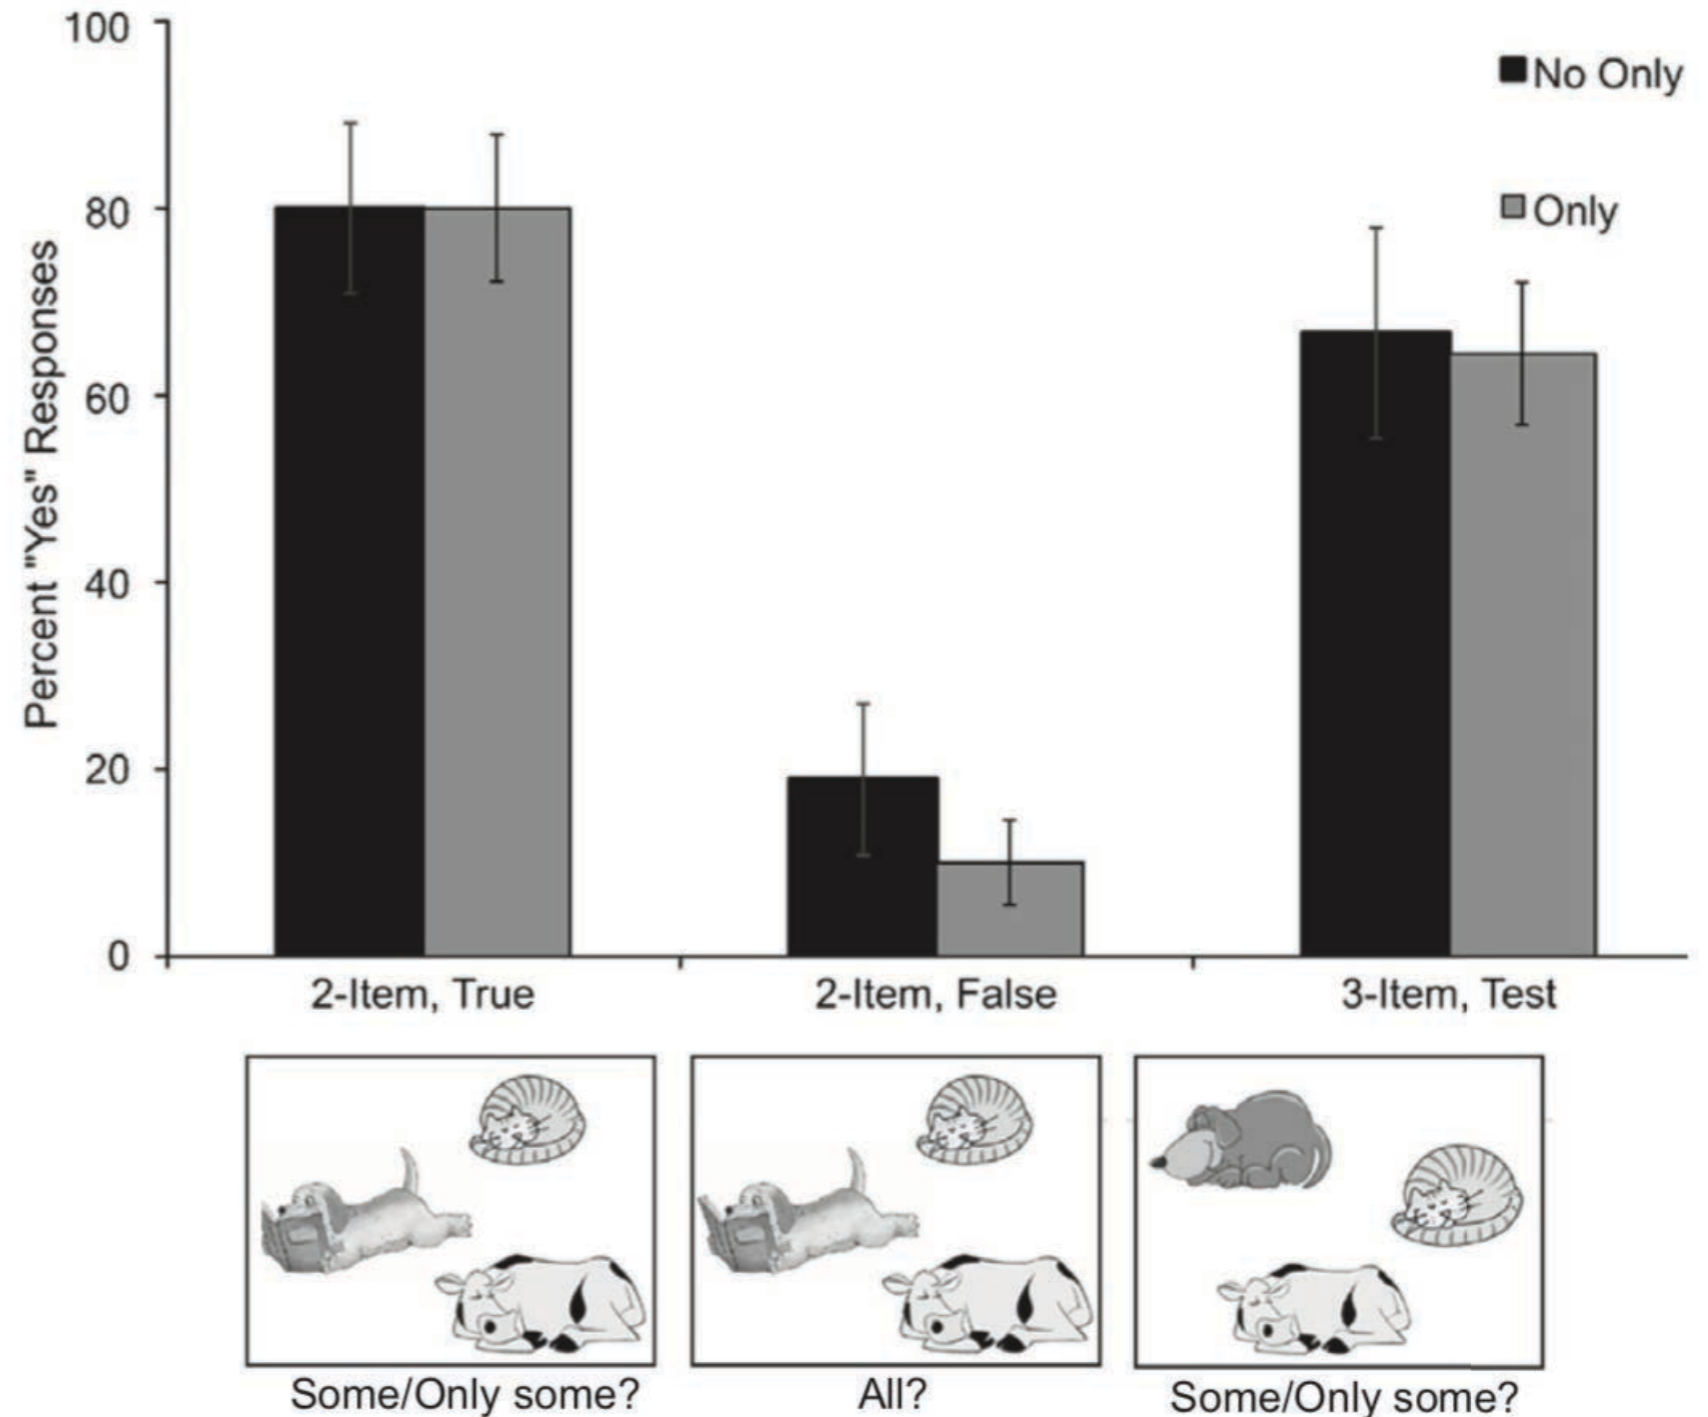 100
80
60
40
20
0
Percent "Yes" Responses
No Only
Only
2-Item, True
2-Item, False
3-Item, Test
Some/Only some?
All?
Some/Only some?